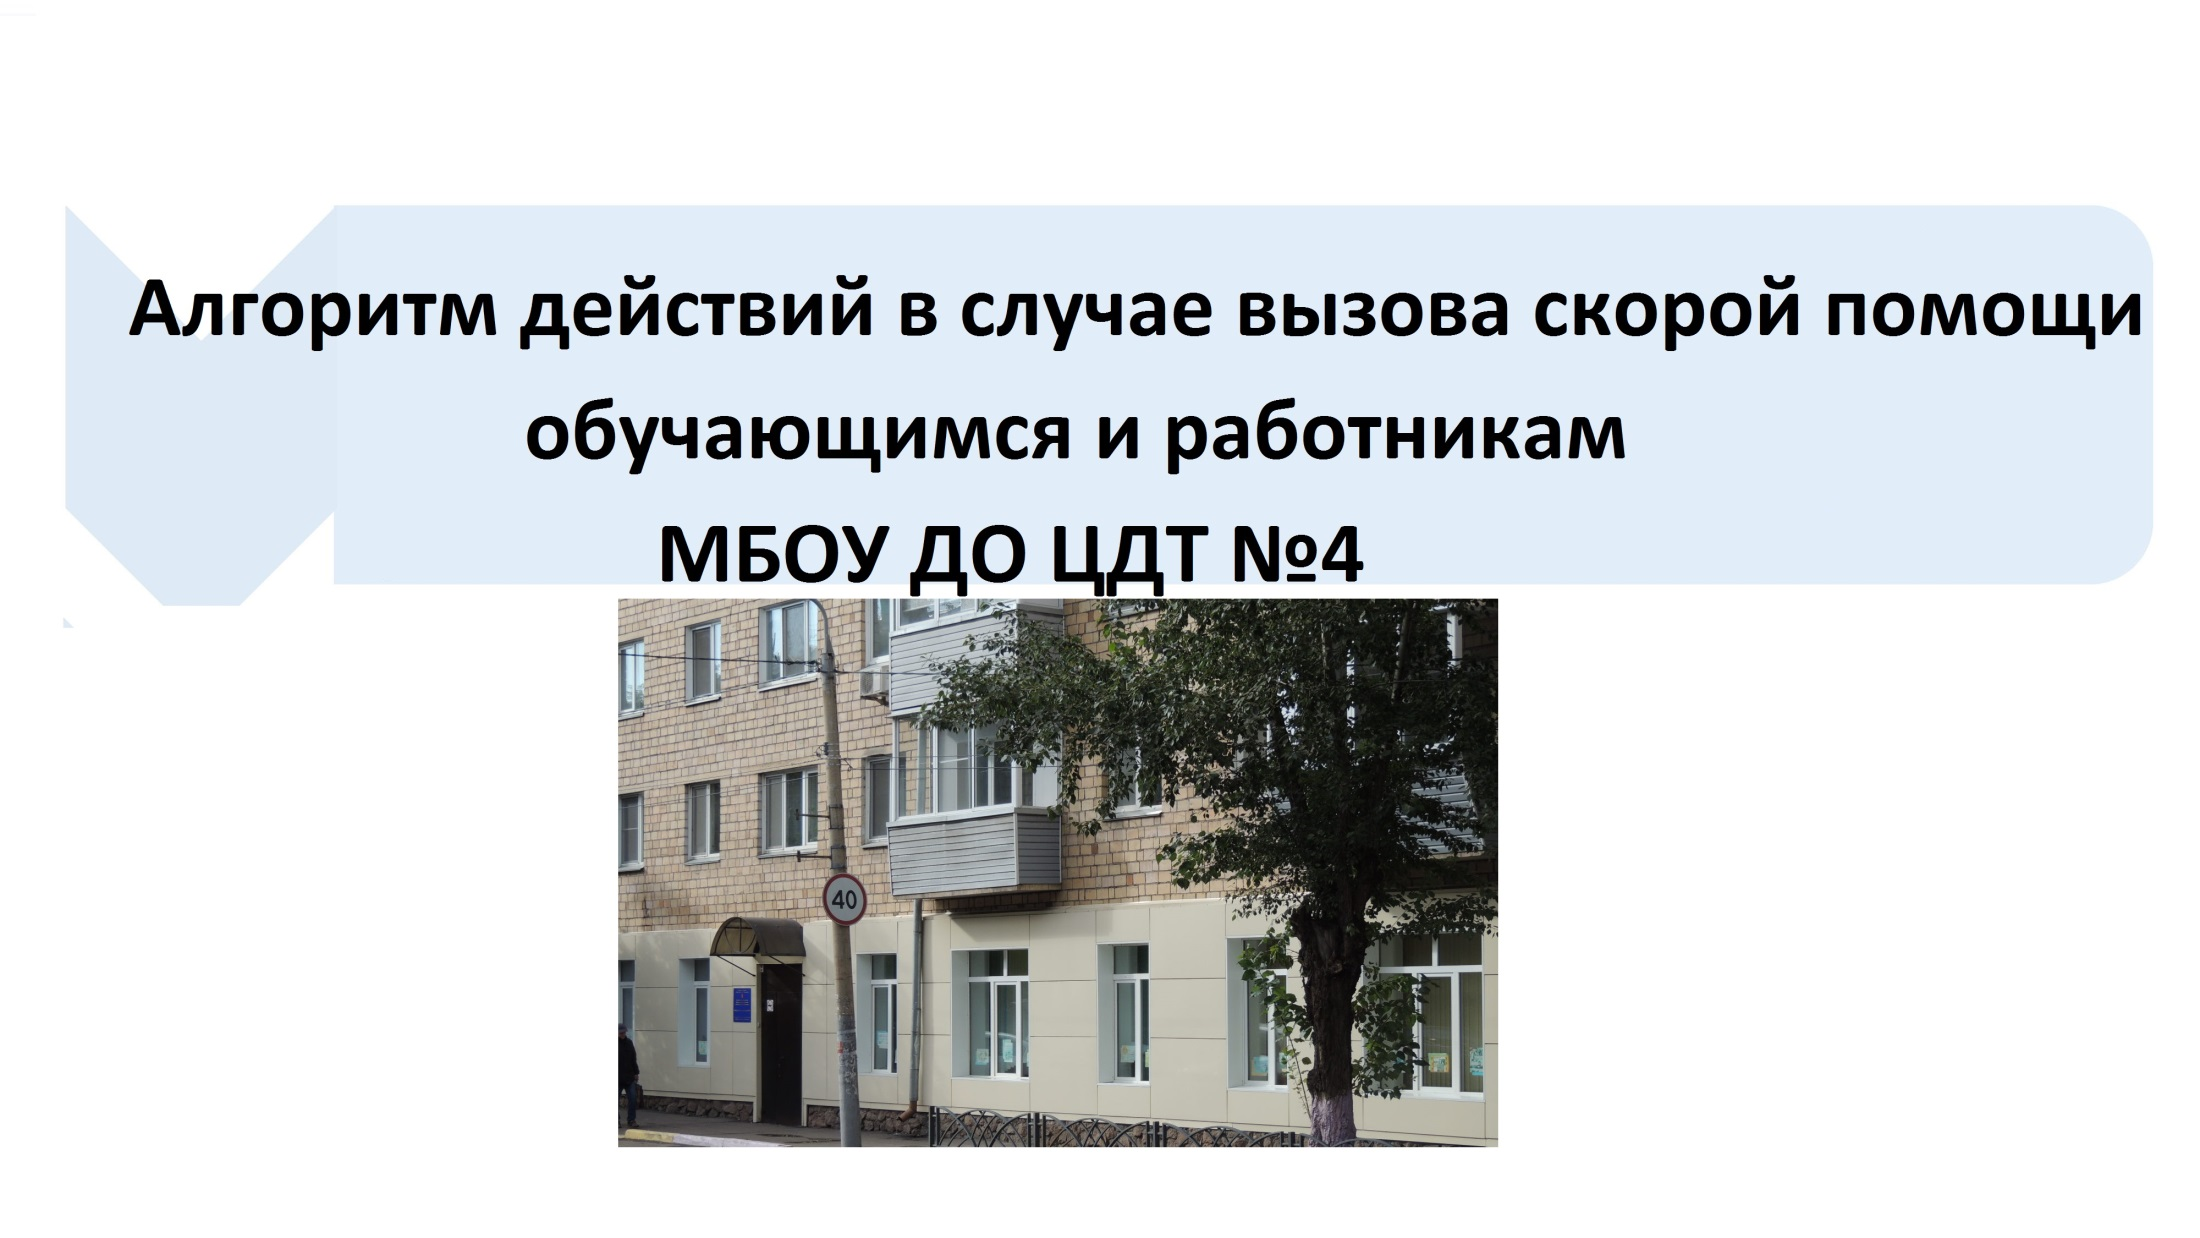 Алгоритм действий в случае вызова скорой помощи
обучающимся и работникам
МБОУ ДО ЦДТ №4
40